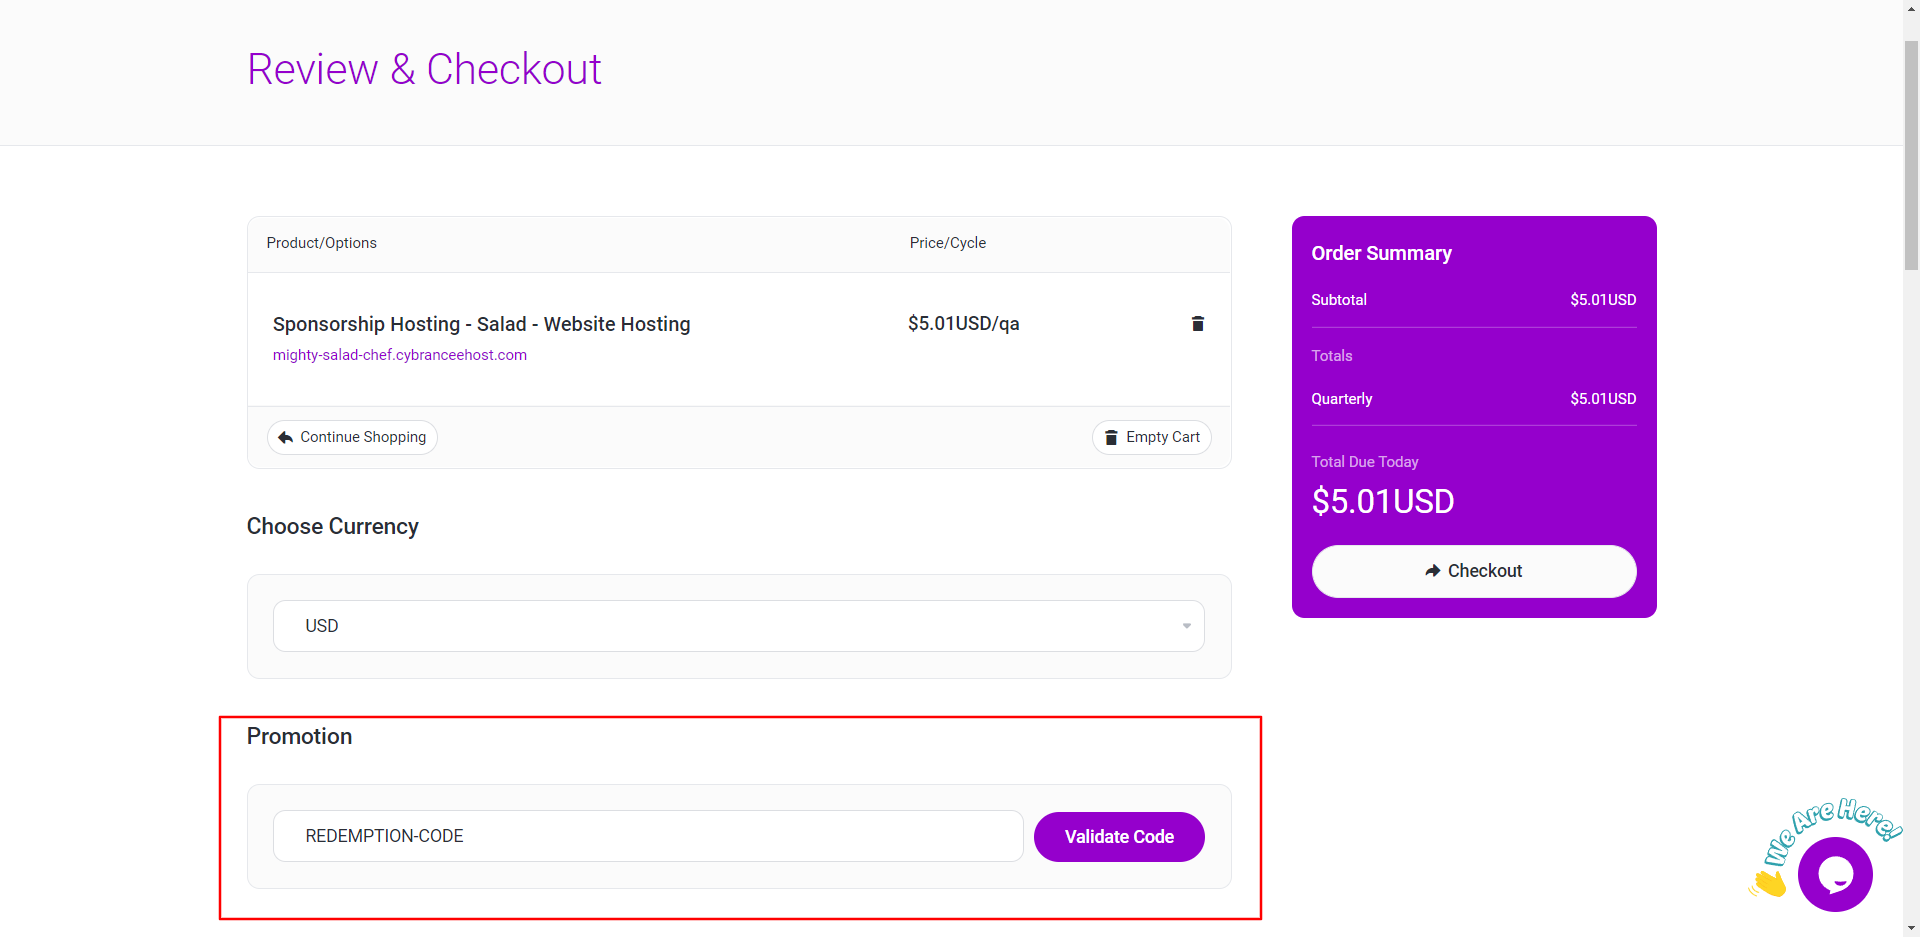 Review & Checkout
Product/Options Price/Cycle
Sponsorship Hosting - Salad - Website Hosting $5.01USD/qa
mighty-salad-chef.cybranceehost.com
Continue Shopping Empty Cart
Choose Currency
USD
Promotion
REDEMPTION-CODE Validate Code
Order Summary
Subtotal $5.01USD
Totals
Quarterly $5.01USD
Total Due Today
$5.01USD
Checkout
We Are Here!